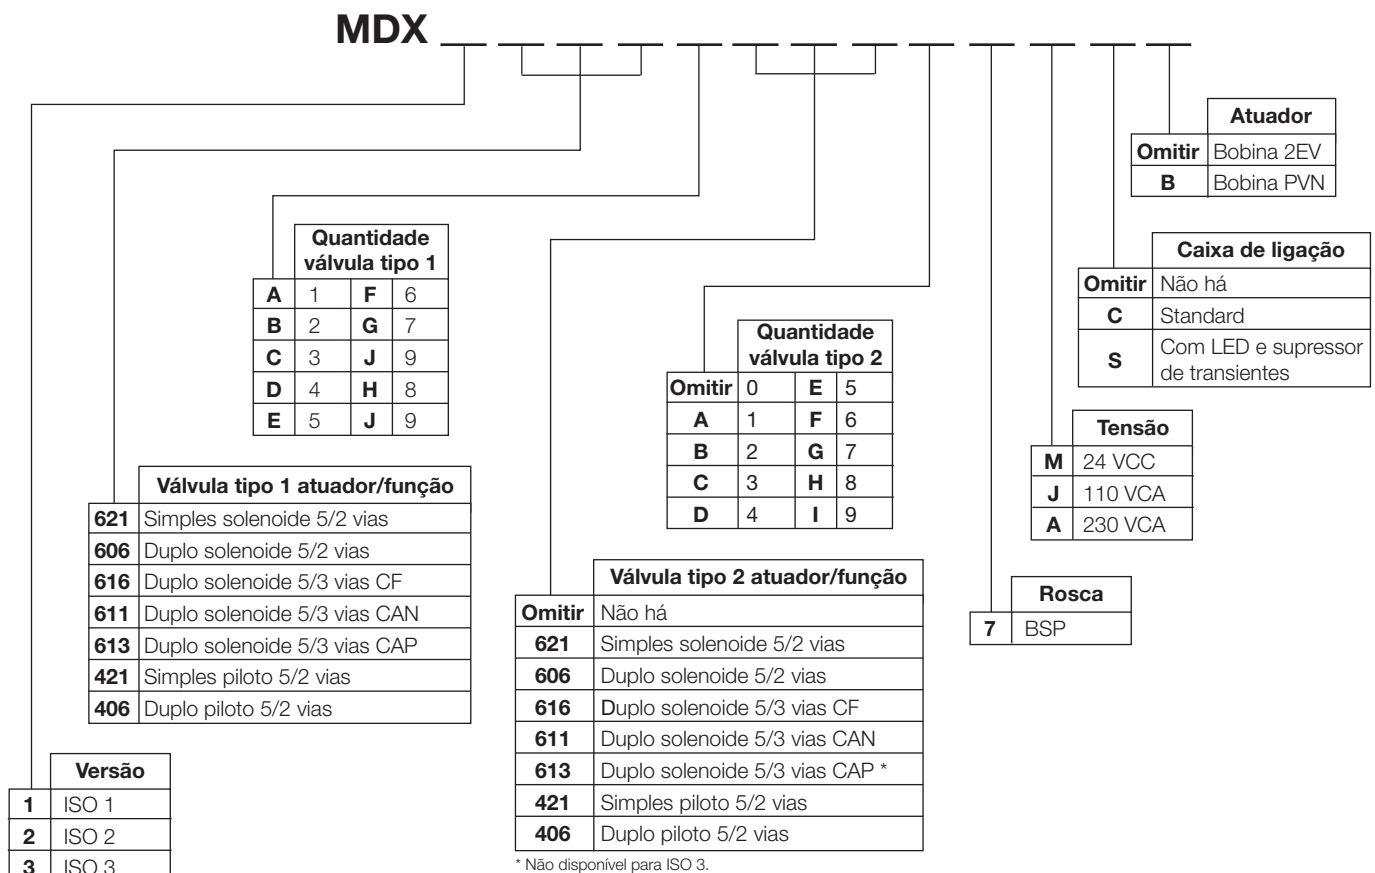 MDX
Atuador
Omitir Bobina 2EV
B Bobina PVN
Caixa de ligação
Omitir Não há
C Standard
S Com LED e supressor
de transientes
Tensão
M 24 VCC
J 110 VCA
A 230 VCA
Rosca
7 BSP
Quantidade
válvula tipo 2
Omitir 0 E 5
A 1 F 6
B 2 G 7
C 3 H 8
D 4 I 9
Válvula tipo 2 atuador/função
Omitir Não há
621 Simples solenoide 5/2 vias
606 Duplo solenoide 5/2 vias
616 Duplo solenoide 5/3 vias CF
611 Duplo solenoide 5/3 vias CAN
613 Duplo solenoide 5/3 vias CAP *
421 Simples piloto 5/2 vias
406 Duplo piloto 5/2 vias
* Não disponível para ISO 3.
Quantidade
válvula tipo 1
A 1 F 6
B 2 G 7
C 3 J 9
D 4 H 8
E 5 J 9
Válvula tipo 1 atuador/função
621 Simples solenoide 5/2 vias
606 Duplo solenoide 5/2 vias
616 Duplo solenoide 5/3 vias CF
611 Duplo solenoide 5/3 vias CAN
613 Duplo solenoide 5/3 vias CAP
421 Simples piloto 5/2 vias
406 Duplo piloto 5/2 vias
Versão
1 ISO 1
2 ISO 2
3 ISO 3